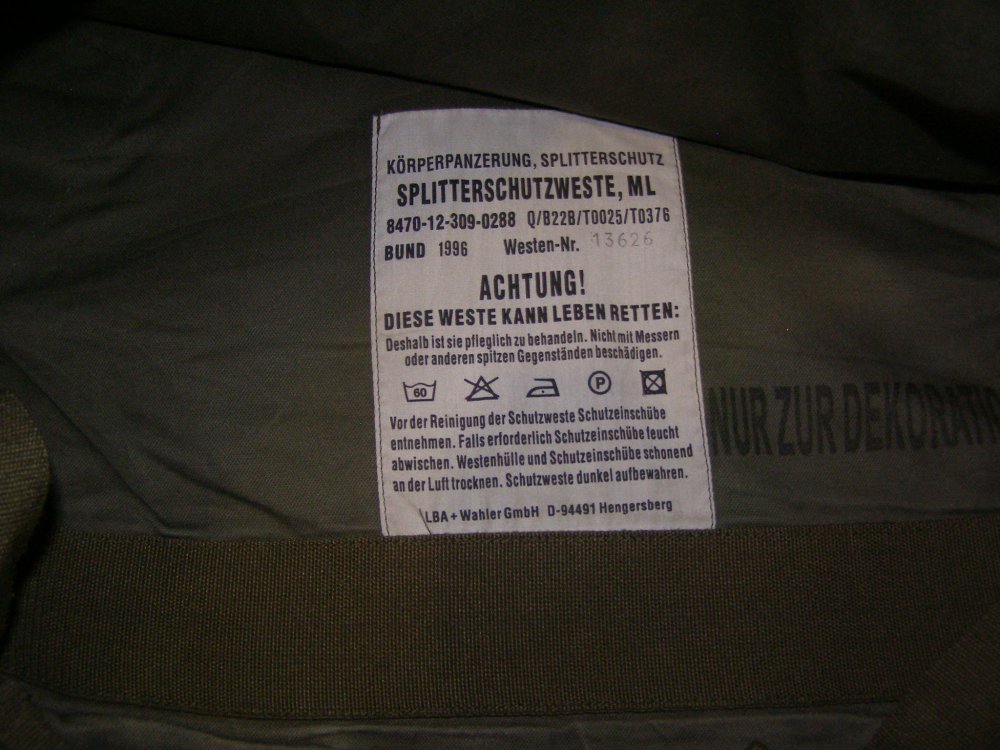 KÖRPERPANZERUNG, SPLITTERSCHUTZ
SPLITTERSCHUTZWESTE, ML
8470-12-309-0288 Q/B22B/T0025/T0376
BUND 1996 Westen-Nr. 13626
ACHTUNG!
DIESE WESTE KANN LEBEN RETTEN:
Deshalb ist sie pfleglich zu behandeln. Nicht mit Messern
oder anderen spitzen Gegenständen beschädigen.
60 P
Vor der Reinigung der Schutzweste Schutzeinschübe
entnehmen. Falls erforderlich Schutzeinschübe feucht
abwischen. Westenhülle und Schutzeinschübe schonend
an der Luft trocknen. Schutzweste dunkel aufbewahren.
LBA + Wahler GmbH D-94491 Hengersberg
NUR ZUR DEKORATI